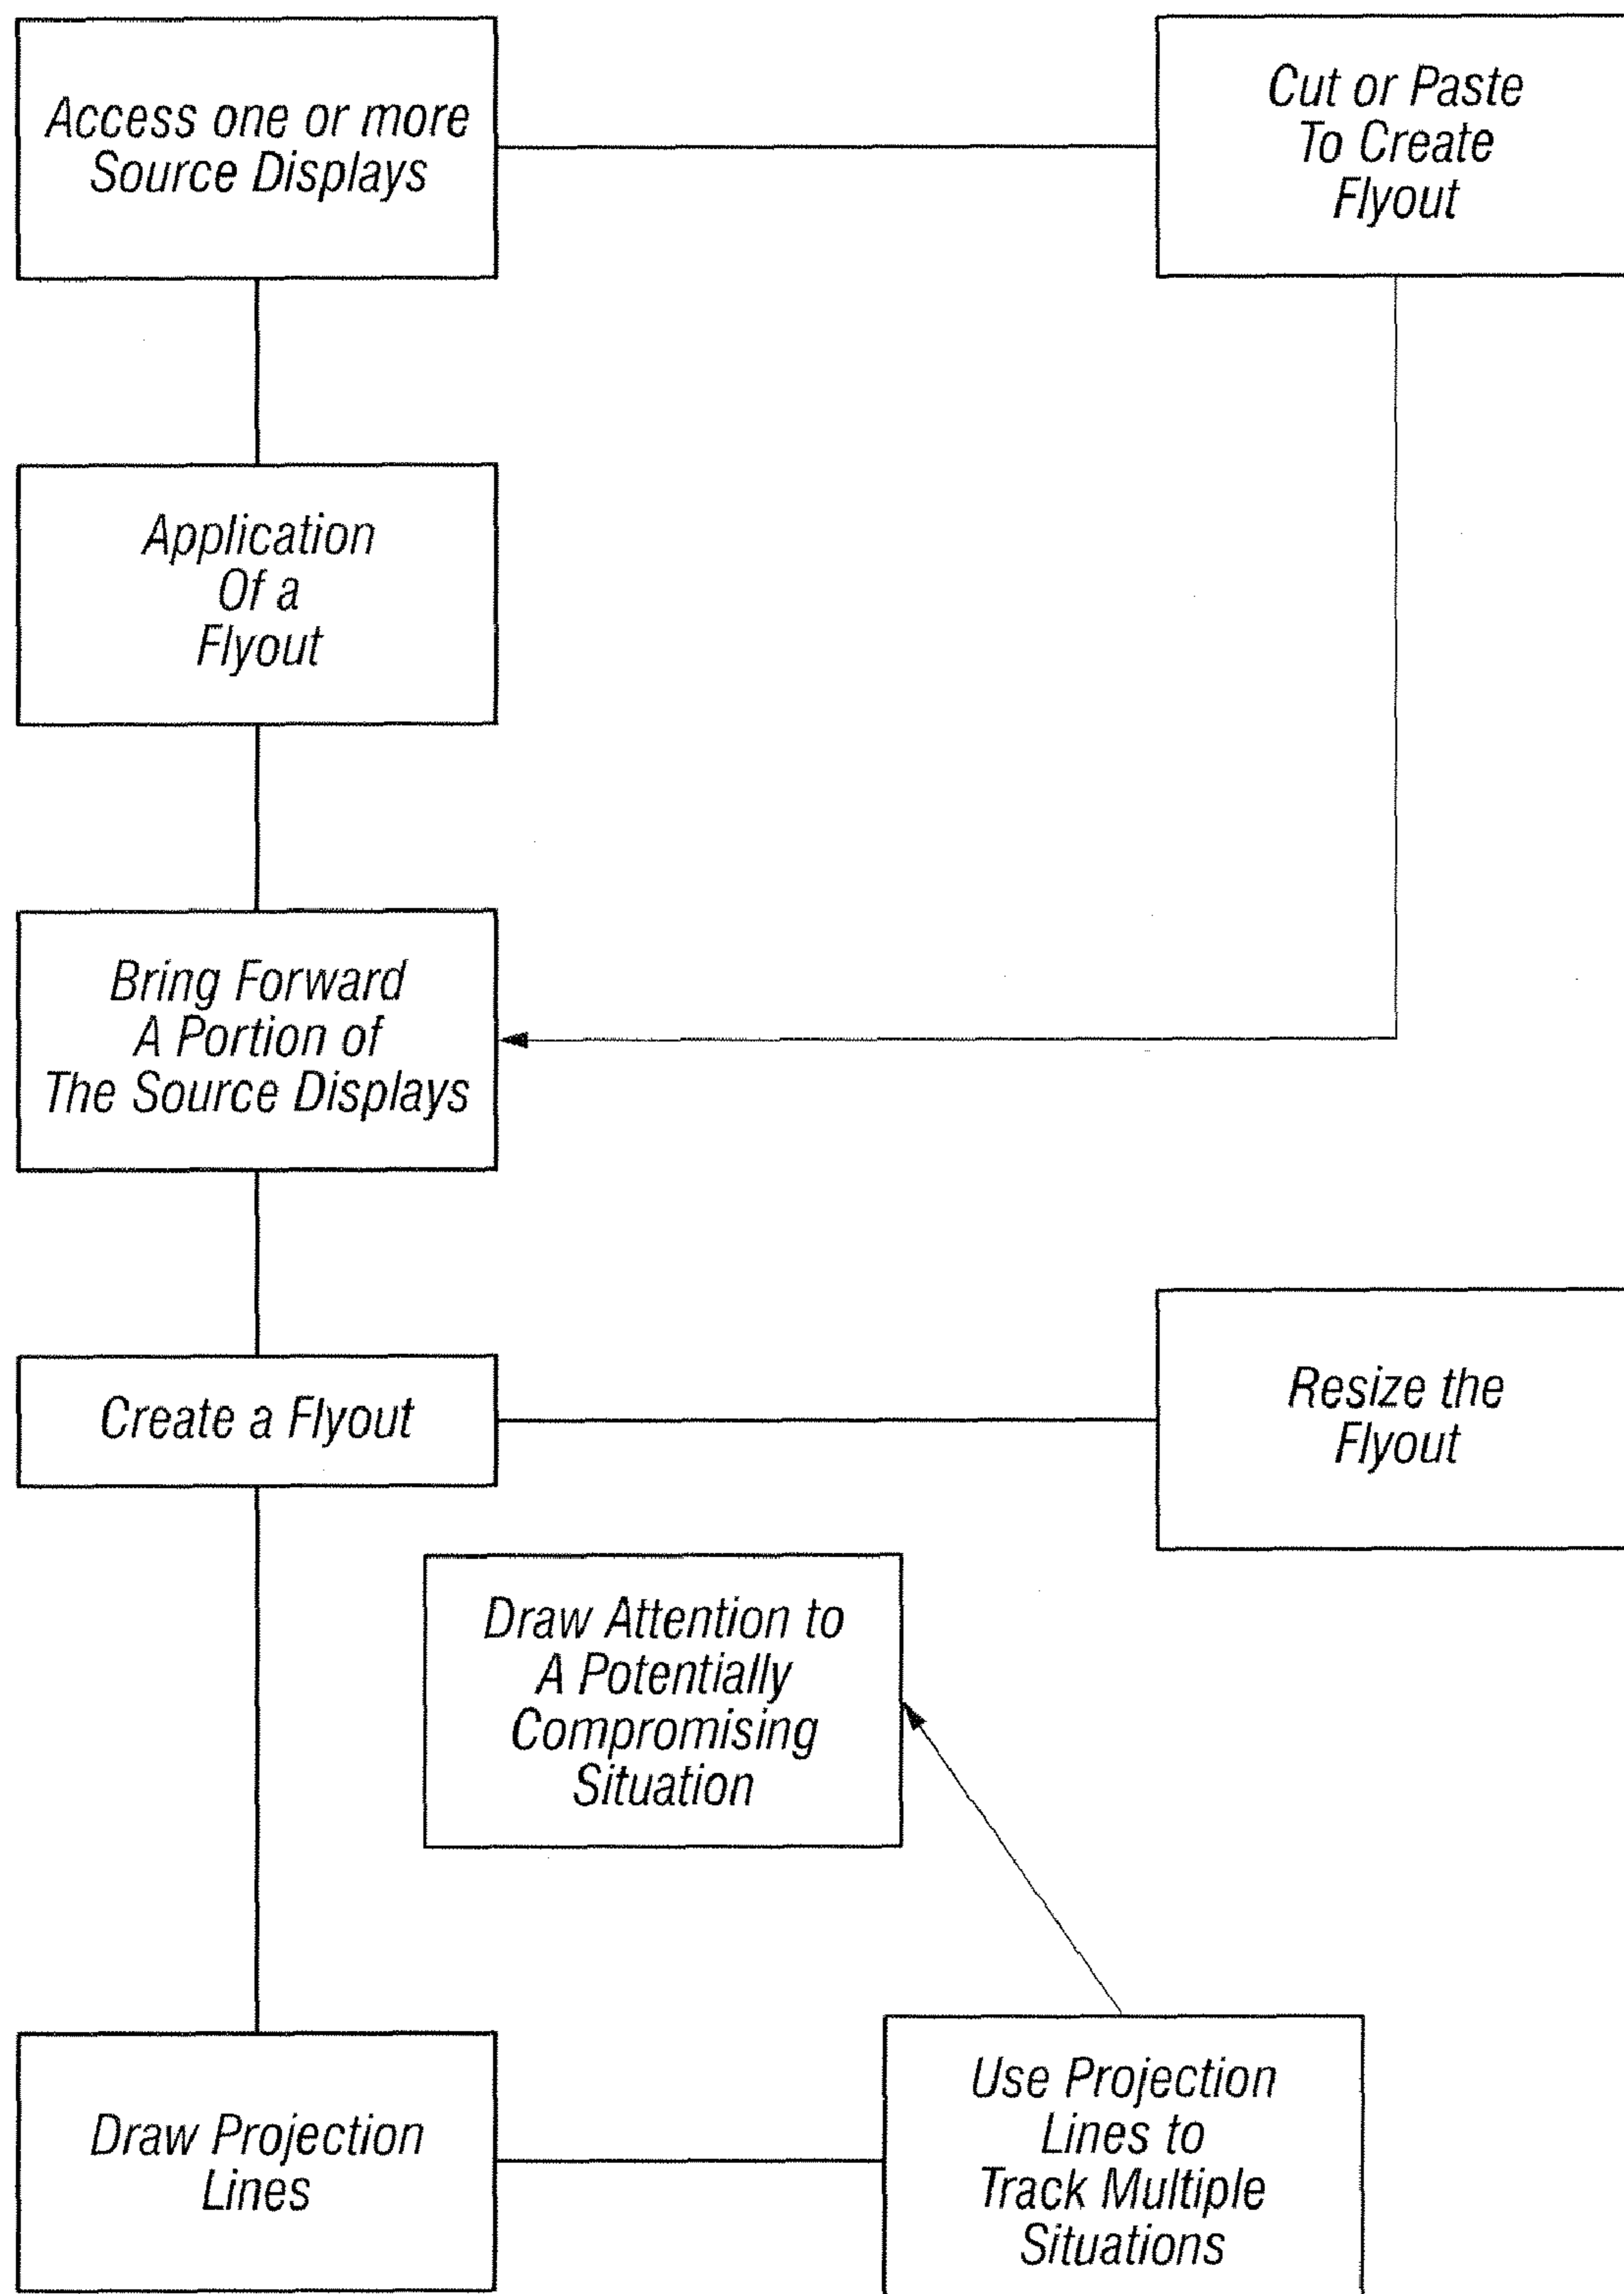 Access one or more
Source Displays
Cut or Paste
To Create
Flyout
Application
Of a
Flyout
Bring Forward
A Portion of
The Source Displays
Create a Flyout
Resize the
Flyout
Draw Attention to
A Potentially
Compromising
Situation
Draw Projection
Lines
Use Projection
Lines to
Track Multiple
Situations